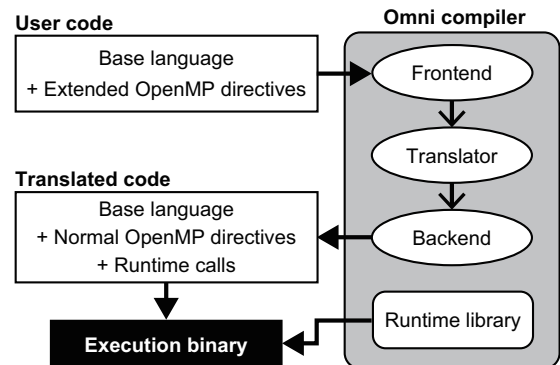 User code
Base language
+ Extended OpenMP directives
Omni compiler
Frontend
Translator
Backend
Runtime library
Translated code
Base language
+ Normal OpenMP directives
+ Runtime calls
Execution binary